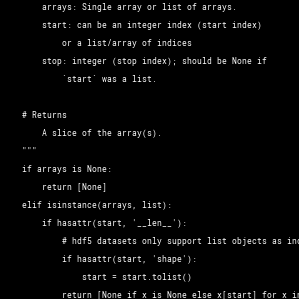 arrays: Single array or list of arrays.
start: can be an integer index (start index)
or a list/array of indices
stop: integer (stop index); should be None if
`start` was a list.
# Returns
A slice of the array(s).
"""
if arrays is None:
return [None]
elif isinstance(arrays, list):
if hasattr(start, '__len__'):
# hdf5 datasets only support list objects as
if hasattr(start, 'shape'):
start = start.tolist()
return [None if x is None else x[start] for x